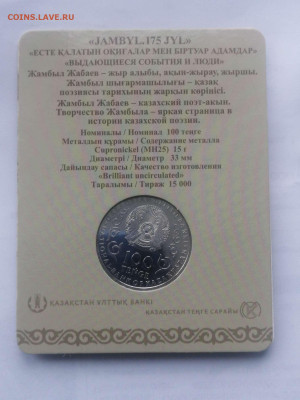 coins.su
«JAMBYL.175 JYL»
«ЕСТЕ ҚАЛАТЫН ОҚИҒАЛАР МЕН БІРТУАР АДАМДАР»
«ВЫДАЮЩИЕСЯ СОБЫТИЯ И ЛЮДИ»
Жамбыл Жабаев – жыр алыбы, ақын-жырау, жыршы.
Жамбыл шығармашылығы – қазақ
поэзиясы тарихының жарқын көрінісі.
Жамбыл Жабаев - казахский поэт-акын.
Творчество Жамбыла – яркая страница в
истории казахской поэзии.
Номиналы / Номинал 100 теңге
Металдың құрамы / Содержание металла
Cupronickel (МН25) 15 г
Диаметрі / Диаметр 33 мм
Дайындалу сапасы / Качество изготовления
«Brilliant uncirculated»
Таралымы / Тираж 15 000
100
ҚАЗАҚСТАН ҰЛТТЫҚ БАНКІ
ҚАЗАҚСТАН ТЕҢГЕ САРАЙЫ